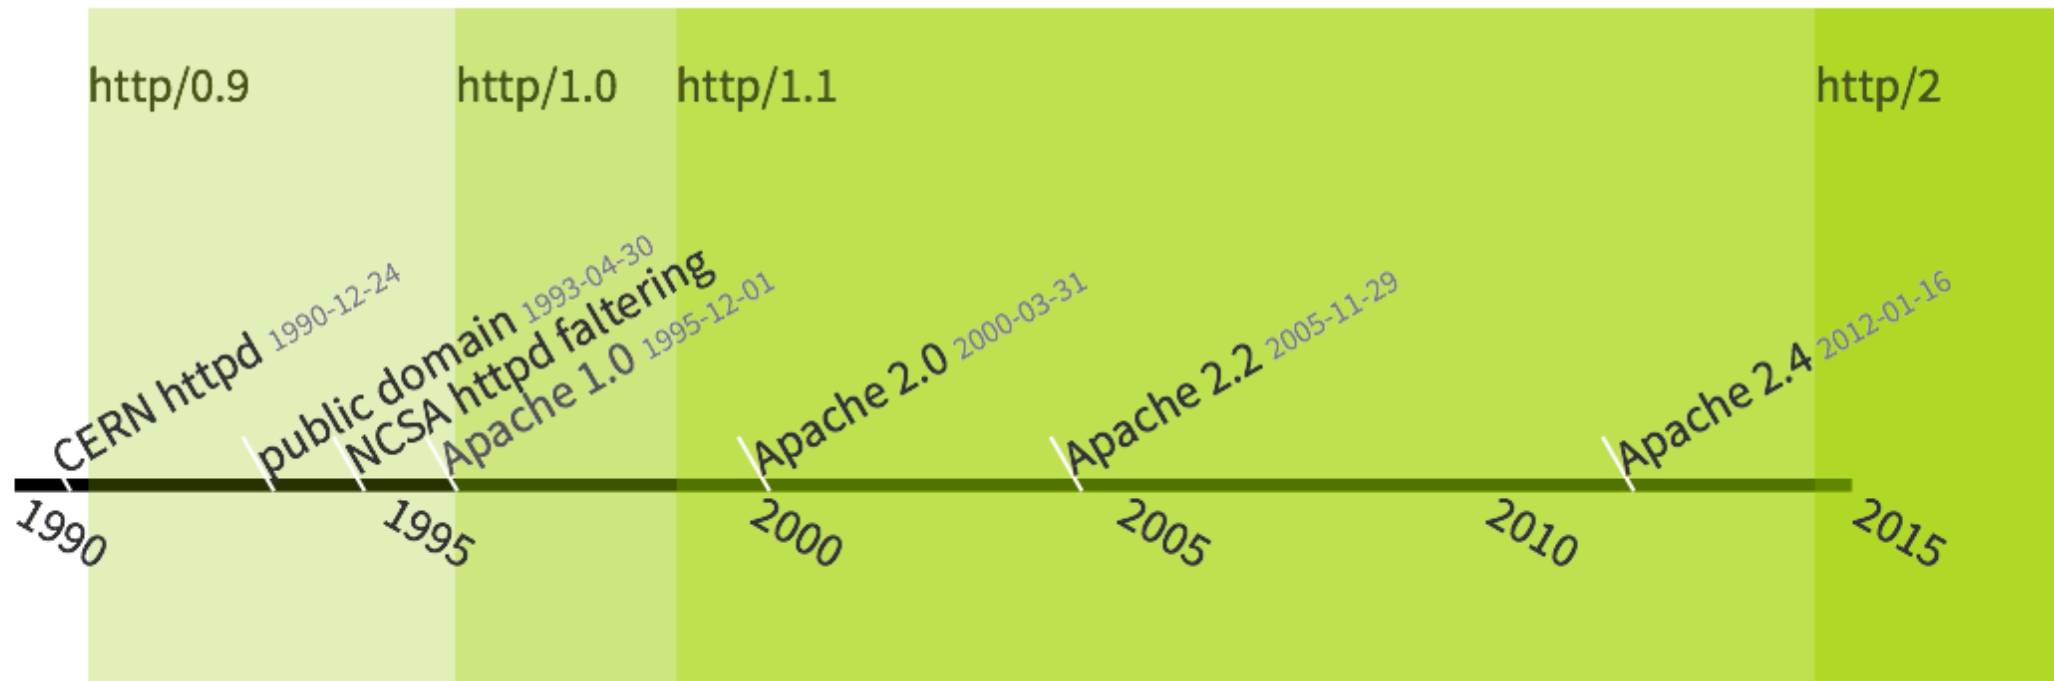 http/0.9
http/1.0
http/1.1
http/2
CERN httpd 1990-12-24
public domain 1993-04-30
NCSA httpd faltering
Apache 1.0 1995-12-01
Apache 2.0 2000-03-31
Apache 2.2 2005-11-29
Apache 2.4 2012-01-16
1990
1995
2000
2005
2010
2015